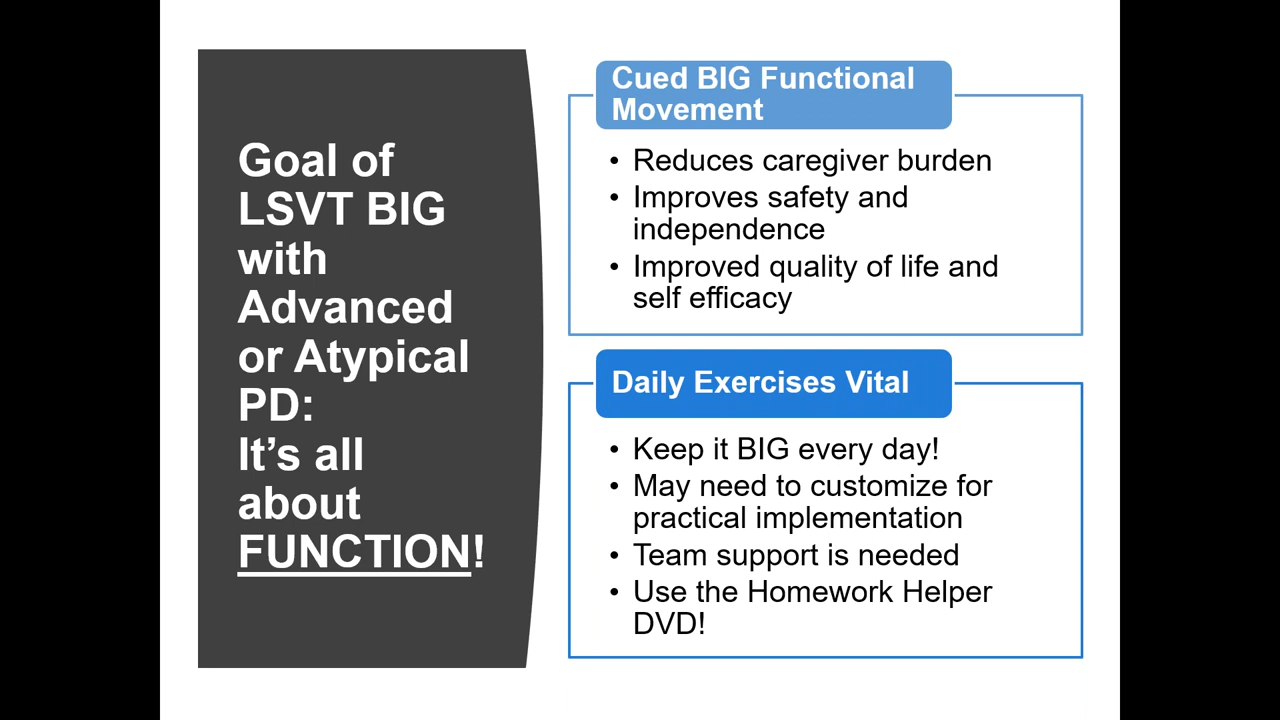 Goal of
LSVT BIG
with
Advanced
or Atypical
PD:
It’s all
about
FUNCTION!
Cued BIG Functional
Movement
• Reduces caregiver burden
• Improves safety and
independence
• Improved quality of life and
self efficacy
Daily Exercises Vital
• Keep it BIG every day!
• May need to customize for
practical implementation
• Team support is needed
• Use the Homework Helper
DVD!